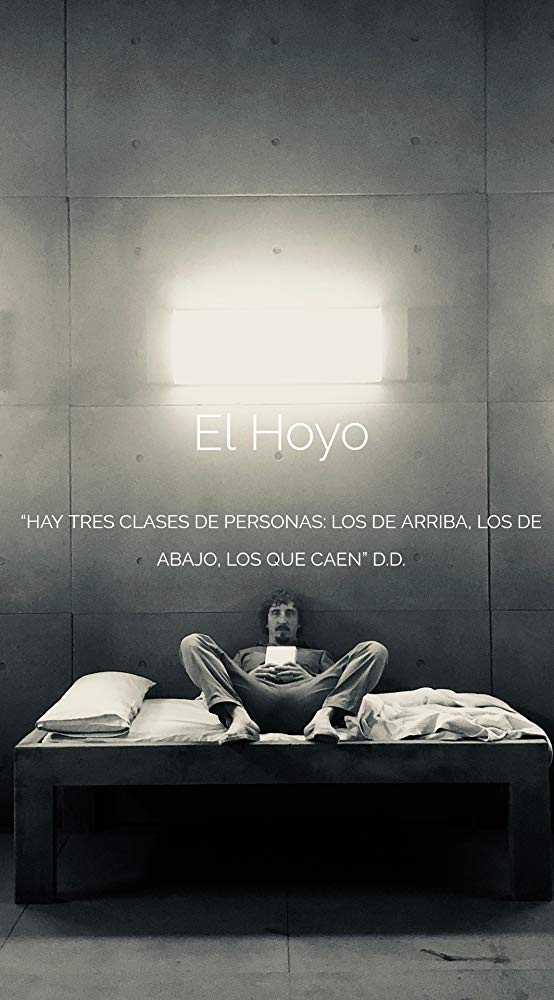 El Hoyo
“HAY TRES CLASES DE PERSONAS: LOS DE ARRIBA, LOS DE
ABAJO, LOS QUE CAEN” D.D.